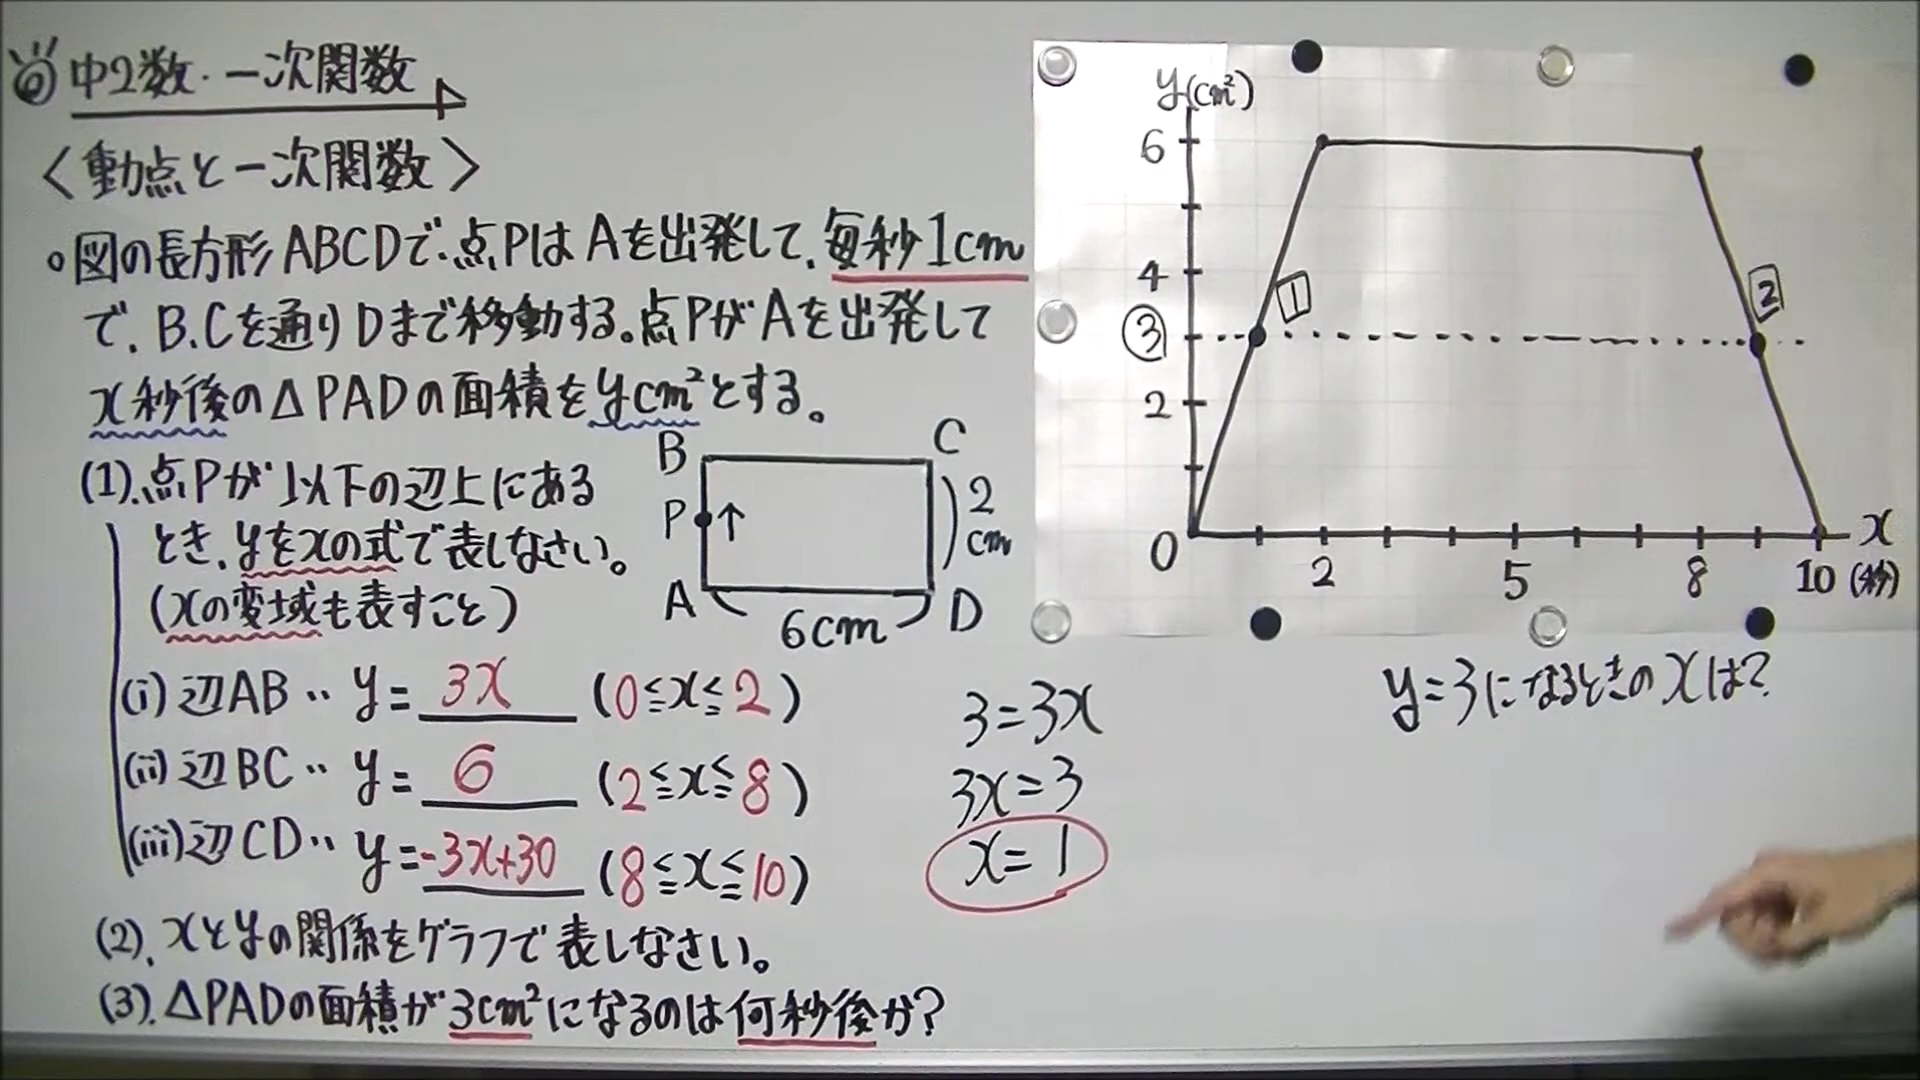 中2数・一次関数
〈動点と一次関数〉
○図の長方形ABCDで、点PはAを出発して、毎秒1cm
で、B、Cを通りDまで移動する。点PがAを出発して
x秒後の△PADの面積をycm²とする。
(1)、点Pが以下の辺上にある
とき、yをxの式で表しなさい。
(xの変域も表すこと)
(i)辺AB‥ y=3x (0≦x≦2)
(ii)辺BC‥ y=6 (2≦x≦8)
(iii)辺CD‥ y=-3x+30 (8≦x≦10)
(2)、xとyの関係をグラフで表しなさい。
(3)、△PADの面積が3cm²になるのは何秒後か?
B
C
P
↑
2
cm
A
6cm
D
3=3x
3x=3
x=1
y(cm²)
6
4
③
2
0
1
2
2
5
8
10
x
(秒)
y=3になるときのxは?